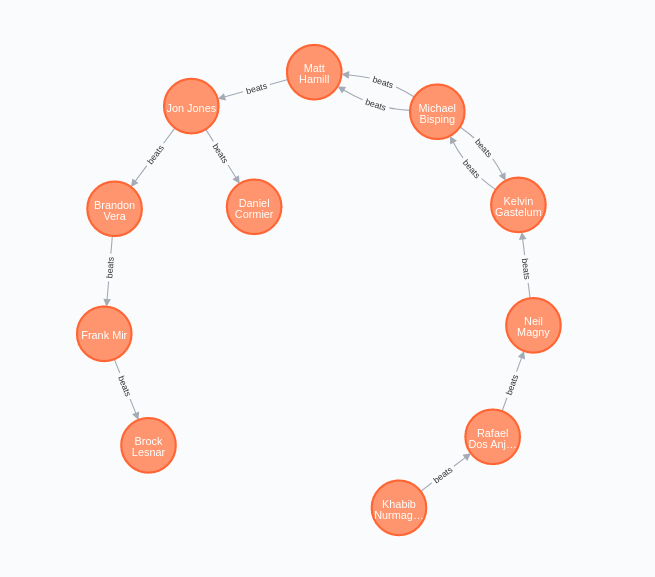 Matt
Hamill
beats
beats
Jon Jones
beats
Michael
Bisping
beats
beats
beats
beats
Brandon
Vera
Daniel
Cormier
Kelvin
Gastelum
beats
beats
beats
Frank Mir
Neil
Magny
beats
beats
Brock
Lesnar
Rafael
Dos Anj…
beats
Khabib
Nurmag…